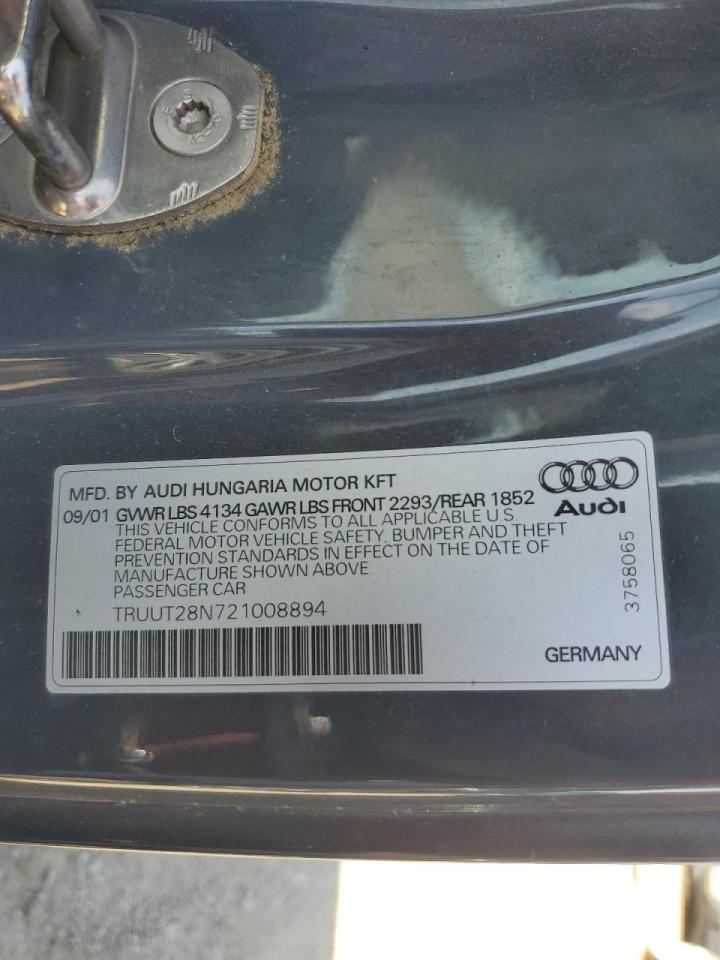 MFD. BY AUDI HUNGARIA MOTOR KFT
09/01 GVWR LBS 4134 GAWR LBS FRONT 2293/REAR 1852
THIS VEHICLE CONFORMS TO ALL APPLICABLE U.S
FEDERAL MOTOR VEHICLE SAFETY, BUMPER AND THEFT
PREVENTION STANDARDS IN EFFECT ON THE DATE OF
MANUFACTURE SHOWN ABOVE
PASSENGER CAR
TRUUT28N721008894
Audi
3758065
GERMANY